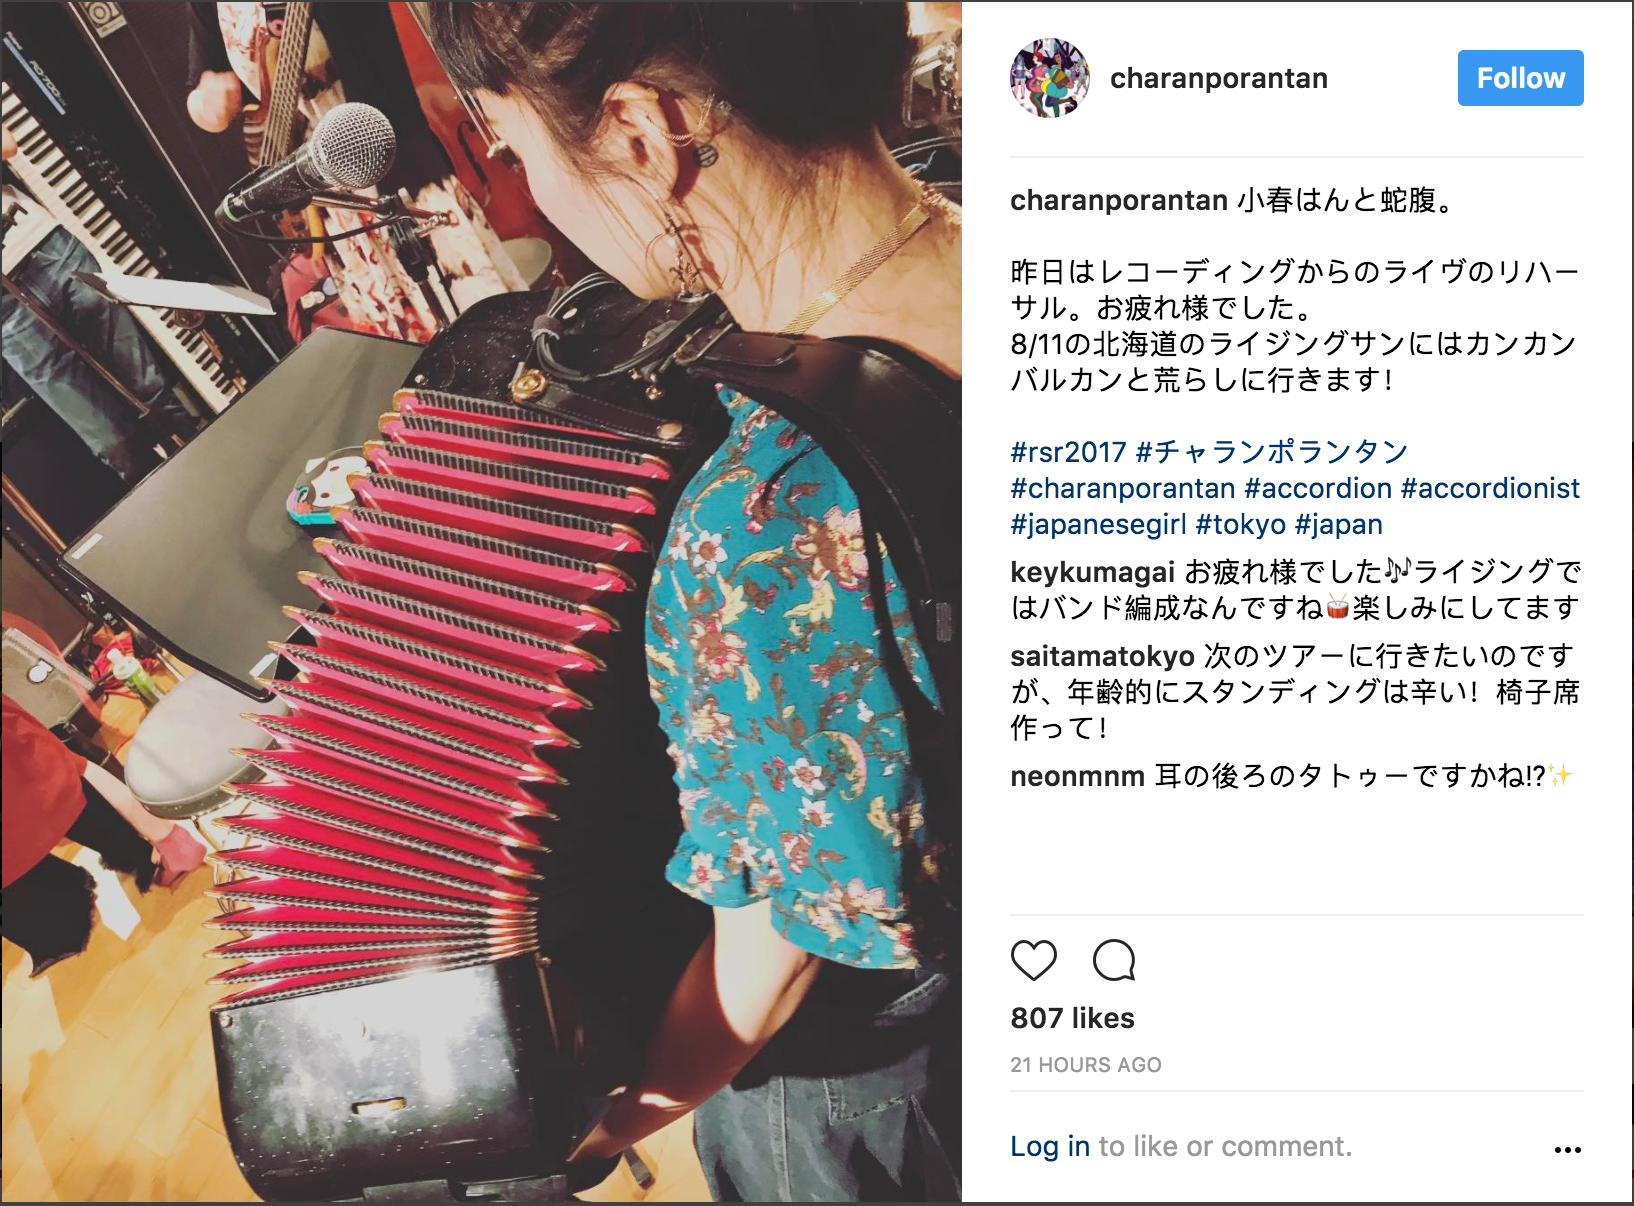 Roland
charanporantan
Follow
charanporantan 小春はんと蛇腹。
昨日はレコーディングからのライヴのリハー
サル。お疲れ様でした。
8/11の北海道のライジングサンにはカンカン
バルカンと荒らしに行きます！
#rsr2017 #チャランポランタン
#charanporantan #accordion #accordionist
#japanesegirl #tokyo #japan
keykumagai お疲れ様でした🎶ライジングで
はバンド編成なんですね🥁楽しみにしてます
saitamatokyo 次のツアーに行きたいのです
が、年齢的にスタンディングは辛い！椅子席
作って！
neonmnm 耳の後ろのタトゥーですかね⁉✨
807 likes
21 HOURS AGO
Log in to like or comment.